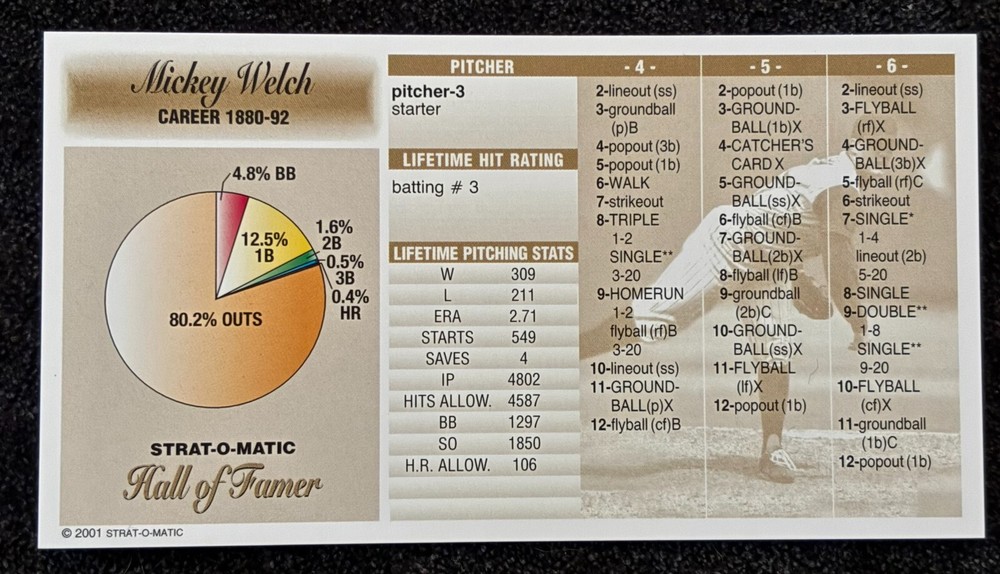 Mickey Welch
CAREER 1880-92
4.8% BB
12.5%
1B
1.6%
2B
0.5%
3B
0.4%
HR
80.2% OUTS
STRAT-O-MATIC
Hall of Famer
© 2001 STRAT-O-MATIC
PITCHER
pitcher-3
starter
LIFETIME HIT RATING
batting # 3
LIFETIME PITCHING STATS
W 309
L 211
ERA 2.71
STARTS 549
SAVES 4
IP 4802
HITS ALLOW. 4587
BB 1297
SO 1850
H.R. ALLOW. 106
- 4 -
2-lineout (ss)
3-groundball
(p)B
4-popout (3b)
5-popout (1b)
6-WALK
7-strikeout
8-TRIPLE
1-2
SINGLE**
3-20
9-HOMERUN
1-2
flyball (rf)B
3-20
10-lineout (ss)
11-GROUND-
BALL(p)X
12-flyball (cf)B
- 5 -
2-popout (1b)
3-GROUND-
BALL(1b)X
4-CATCHER'S
CARD X
5-GROUND-
BALL(ss)X
6-flyball (cf)B
7-GROUND-
BALL(2b)X
8-flyball (lf)B
9-groundball
(2b)C
10-GROUND-
BALL(ss)X
11-FLYBALL
(lf)X
12-popout (1b)
- 6 -
2-lineout (ss)
3-FLYBALL
(rf)X
4-GROUND-
BALL(3b)X
5-flyball (rf)C
6-strikeout
7-SINGLE*
1-4
lineout (2b)
5-20
8-SINGLE
9-DOUBLE**
1-8
SINGLE**
9-20
10-FLYBALL
(cf)X
11-groundball
(1b)C
12-popout (1b)